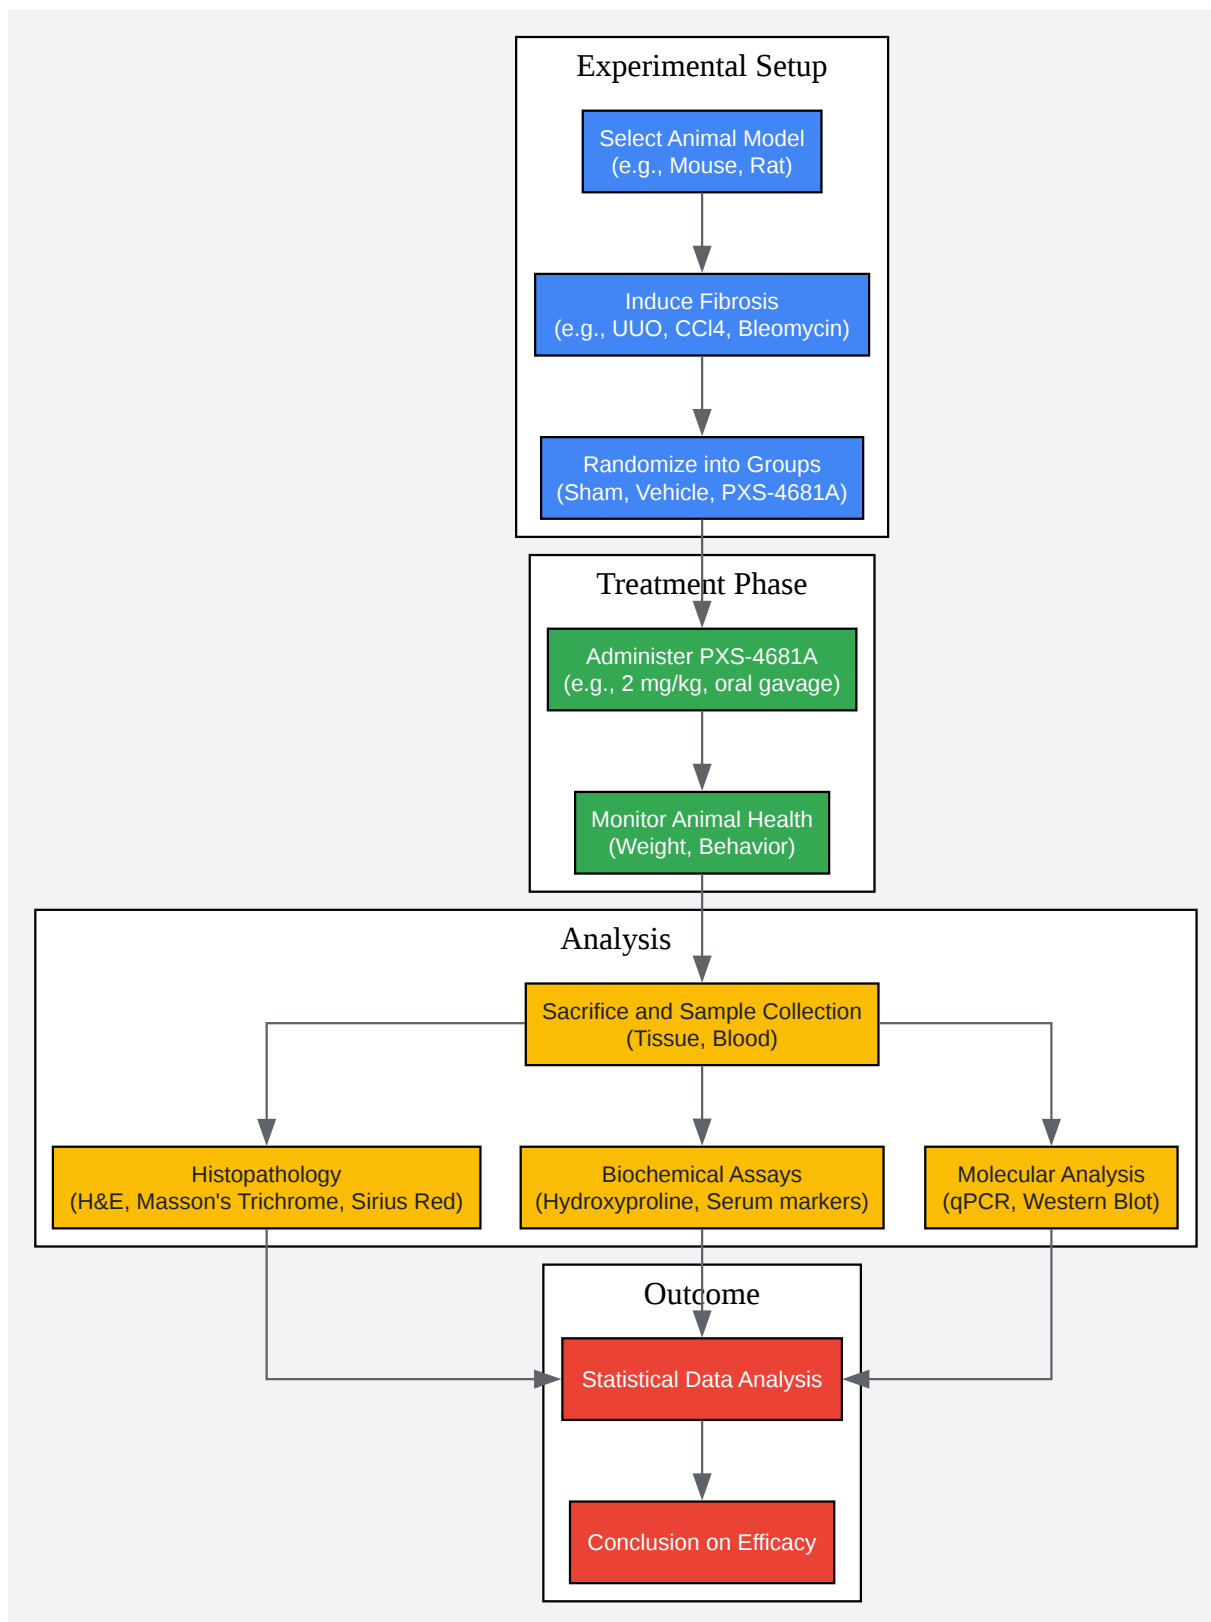 Experimental Setup
Select Animal Model
(e.g., Mouse, Rat)
Induce Fibrosis
(e.g., UUO, CCl4, Bleomycin)
Randomize into Groups
(Sham, Vehicle, PXS-4681A)
Treatment Phase
Administer PXS-4681A
(e.g., 2 mg/kg, oral gavage)
Monitor Animal Health
(Weight, Behavior)
Analysis
Sacrifice and Sample Collection
(Tissue, Blood)
Histopathology
(H&E, Masson's Trichrome, Sirius Red)
Biochemical Assays
(Hydroxyproline, Serum markers)
Molecular Analysis
(qPCR, Western Blot)
Outcome
Statistical Data Analysis
Conclusion on Efficacy